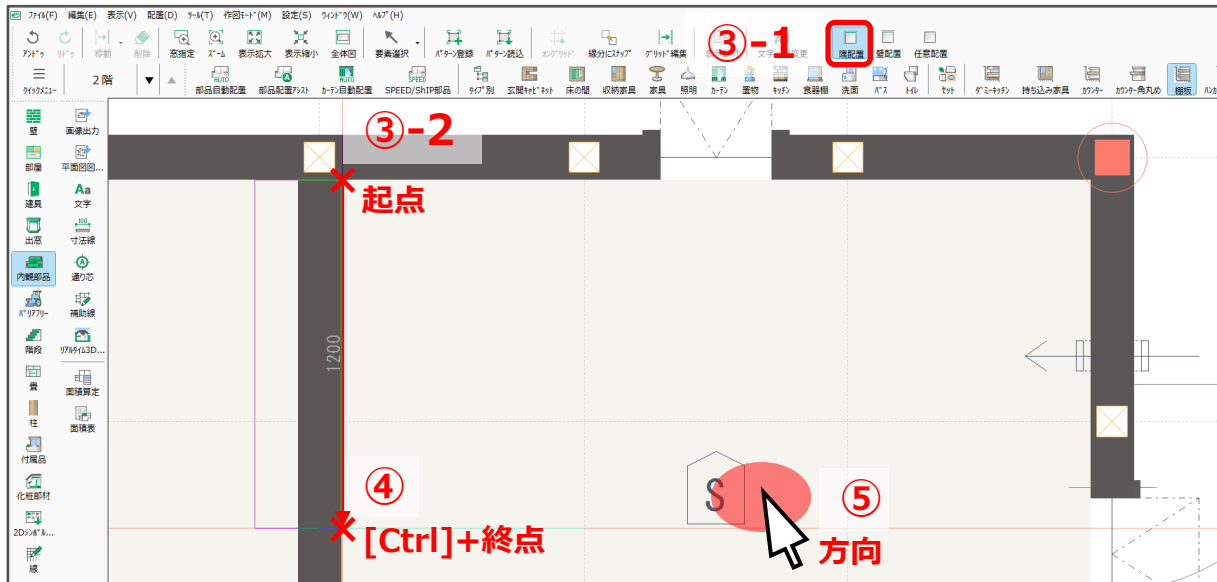 ファイル(F) 編集(E) 表示(V) 配置(D) ツール(T) 作図モード(M) 設定(S) ウィンドウ(W) ヘルプ(H)
アンドゥ リドゥ 移動 削除 窓指定 ズーム 表示拡大 表示縮小 全体図 要素選択 パターン登録 パターン読込 オングリッド 線分にスナップ グリッド編集 文字 変更 隅配置 壁配置 任意配置
③-1
クイックメニュー 2階 部品自動配置 部品配置アシスト カーテン自動配置 SPEED/ShIP部品 タイプ別 玄関キャビネット 床の間 収納家具 家具 照明 カーテン 置物 キッチン 食器棚 洗面 バス トイレ セット ダミーキッチン 持ち込み家具 カウンター カウンター角丸め 棚板 ハンガ
壁 画像出力
部屋 平面図図...
建具 文字
出窓 寸法線
内観部品 通り芯
バリアフリー 補助線
階段 リアルタイム3D...
畳 面積算定
柱 面積表
付属品
化粧部材
2Dシンボル...
線
③-2
起点
1200
④
[Ctrl]+終点
S
⑤
方向